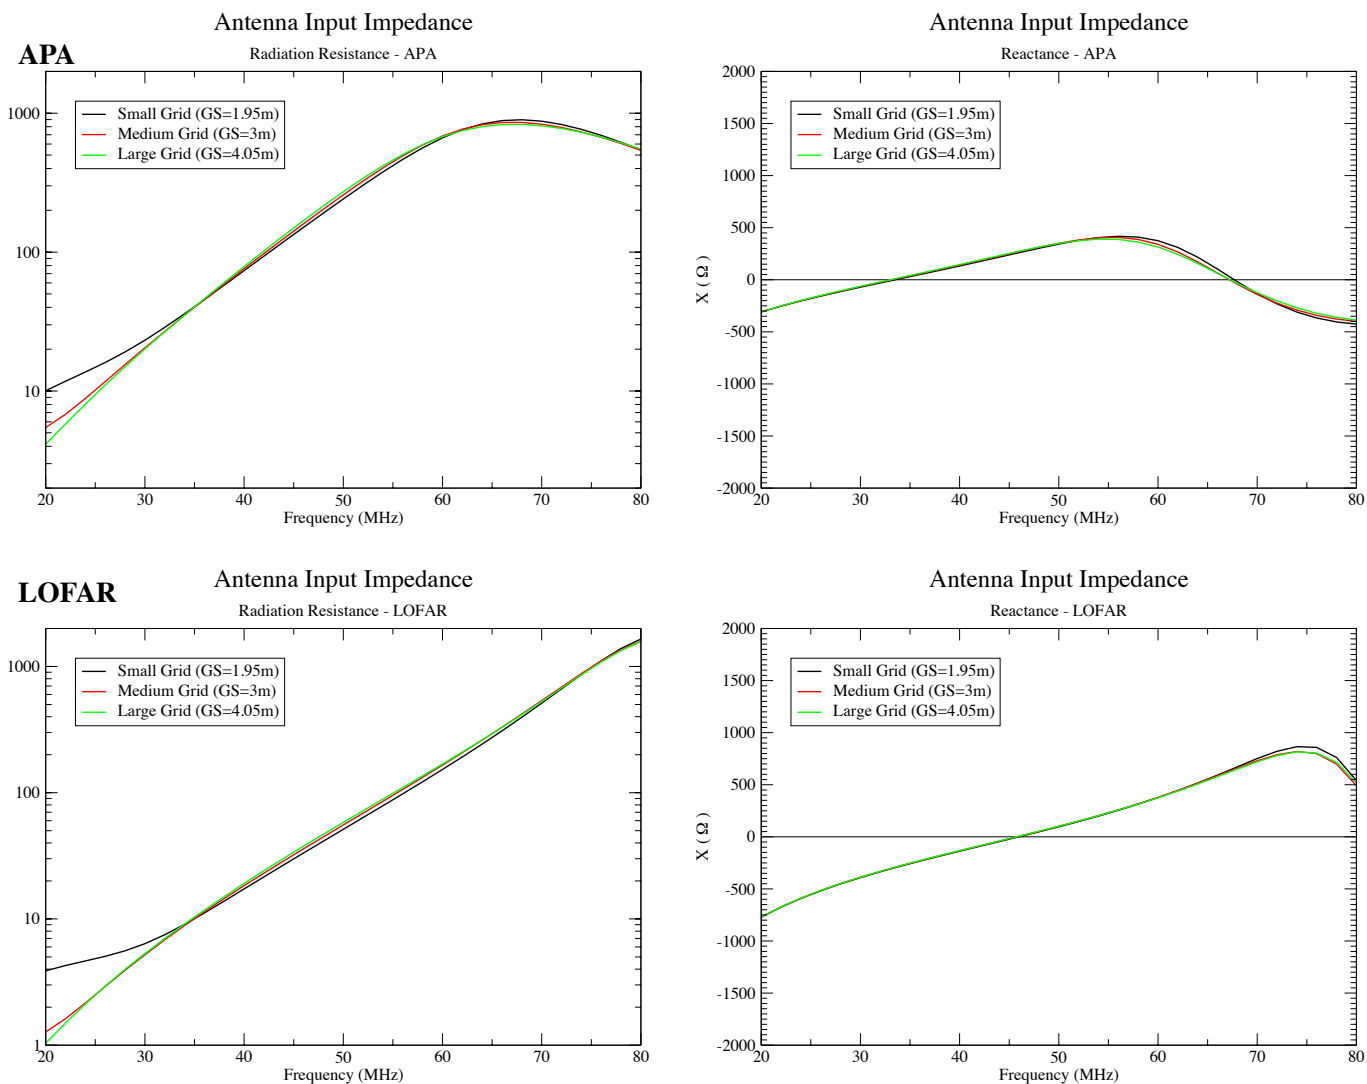 APA
Antenna Input Impedance
Radiation Resistance - APA
1000
100
10
Small Grid (GS=1.95m)
Medium Grid (GS=3m)
Large Grid (GS=4.05m)
20 30 40 50 60 70 80
Frequency (MHz)
Antenna Input Impedance
Reactance - APA
2000
1500
1000
500
0
-500
-1000
-1500
-2000
X ( Ω )
Small Grid (GS=1.95m)
Medium Grid (GS=3m)
Large Grid (GS=4.05m)
20 30 40 50 60 70 80
Frequency (MHz)
LOFAR
Antenna Input Impedance
Radiation Resistance - LOFAR
1000
100
10
1
Small Grid (GS=1.95m)
Medium Grid (GS=3m)
Large Grid (GS=4.05m)
20 30 40 50 60 70 80
Frequency (MHz)
Antenna Input Impedance
Reactance - LOFAR
2000
1500
1000
500
0
-500
-1000
-1500
-2000
X ( Ω )
Small Grid (GS=1.95m)
Medium Grid (GS=3m)
Large Grid (GS=4.05m)
20 30 40 50 60 70 80
Frequency (MHz)